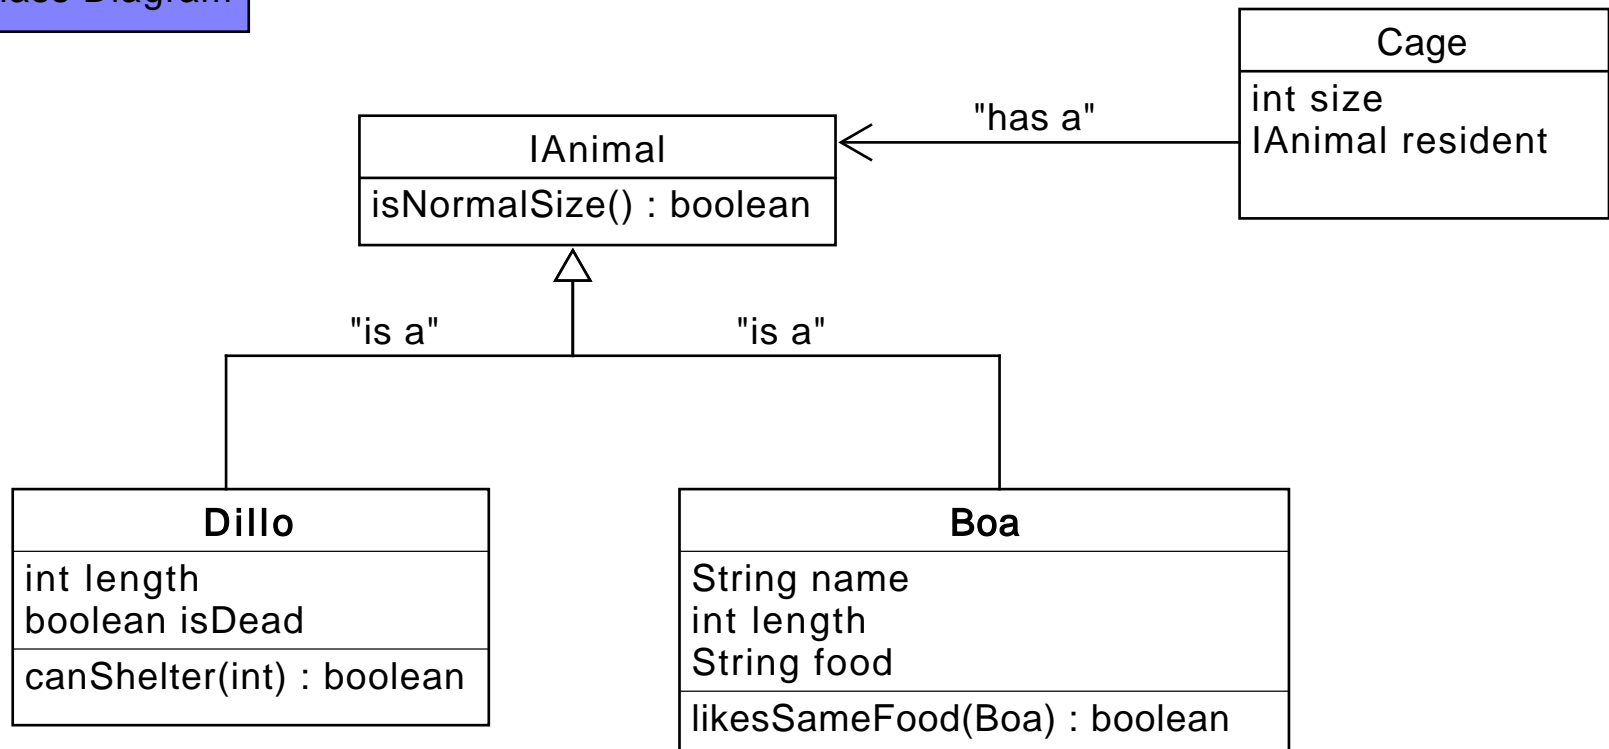 Diagram
Cage
int size
IAnimal resident
"has a"
IAnimal
isNormalSize() : boolean
"is a" "is a"
Dillo
int length
boolean isDead
canShelter(int) : boolean
Boa
String name
int length
String food
likesSameFood(Boa) : boolean